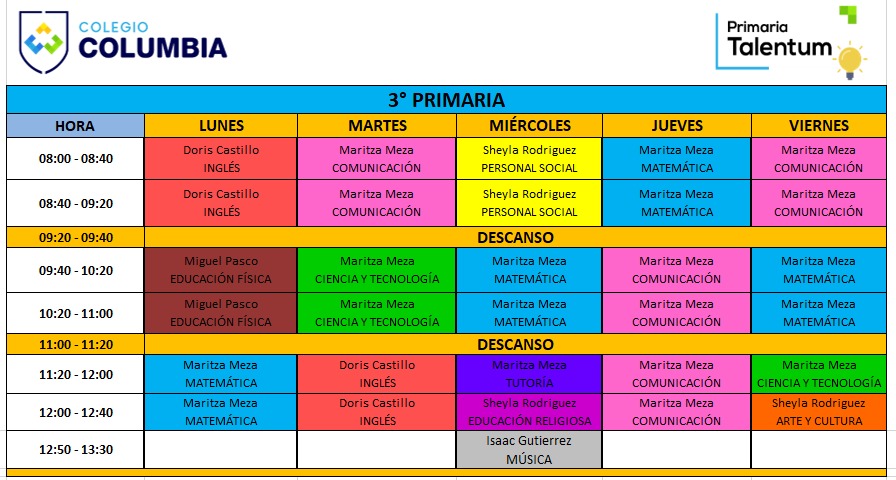 COLEGIO
COLUMBIA
Primaria
Talentum
3° PRIMARIA
HORA LUNES MARTES MIÉRCOLES JUEVES VIERNES
08:00 - 08:40
Doris Castillo Maritza Meza Sheyla Rodriguez Maritza Meza Maritza Meza
INGLÉS COMUNICACIÓN PERSONAL SOCIAL MATEMÁTICA COMUNICACIÓN
08:40 - 09:20
Doris Castillo Maritza Meza Sheyla Rodriguez Maritza Meza Maritza Meza
INGLÉS COMUNICACIÓN PERSONAL SOCIAL MATEMÁTICA COMUNICACIÓN
09:20 - 09:40 DESCANSO
09:40 - 10:20
Miguel Pasco Maritza Meza Maritza Meza Maritza Meza Maritza Meza
EDUCACIÓN FÍSICA CIENCIA Y TECNOLOGÍA MATEMÁTICA COMUNICACIÓN MATEMÁTICA
10:20 - 11:00
Miguel Pasco Maritza Meza Maritza Meza Maritza Meza Maritza Meza
EDUCACIÓN FÍSICA CIENCIA Y TECNOLOGÍA MATEMÁTICA COMUNICACIÓN MATEMÁTICA
11:00 - 11:20 DESCANSO
11:20 - 12:00
Maritza Meza Doris Castillo Maritza Meza Maritza Meza Maritza Meza
MATEMÁTICA INGLÉS TUTORÍA COMUNICACIÓN CIENCIA Y TECNOLOGÍA
12:00 - 12:40
Maritza Meza Doris Castillo Sheyla Rodriguez Maritza Meza Sheyla Rodriguez
MATEMÁTICA INGLÉS EDUCACIÓN RELIGIOSA COMUNICACIÓN ARTE Y CULTURA
12:50 - 13:30
Isaac Gutierrez
MÚSICA